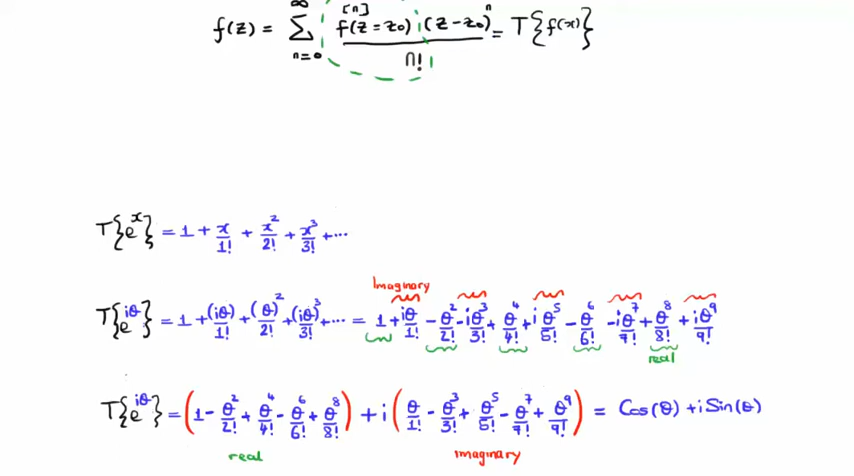 f(z) = ∞ Σ n=0 f^[n](z = z₀) (z - z₀)ⁿ / n! = T{f(x)}
T{eˣ} = 1 + x/1! + x²/2! + x³/3! + ...
Imaginary
T{e^iθ} = 1 + (iθ)/1! + (θ)²/2! + (iθ)³/3! + ... = 1 + iθ/1! - θ²/2! - iθ³/3! + θ⁴/4! + iθ⁵/5! - θ⁶/6! - iθ⁷/7! + θ⁸/8! + iθ⁹/9!
real
T{e^iθ} = (1 - θ²/2! + θ⁴/4! - θ⁶/6! + θ⁸/8!) + i(θ/1! - θ³/3! + θ⁵/5! - θ⁷/7! + θ⁹/9!) = Cos(θ) + i Sin(θ)
real imaginary